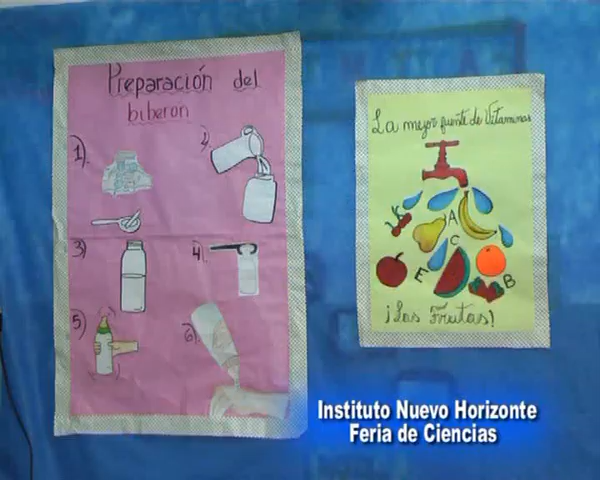 Preparación del
biberon
1).
2).
3)
4).
5)
6).
La mejor fuente de Vitaminas
A
C
E
B
¡Las Frutas!
Instituto Nuevo Horizonte
Feria de Ciencias